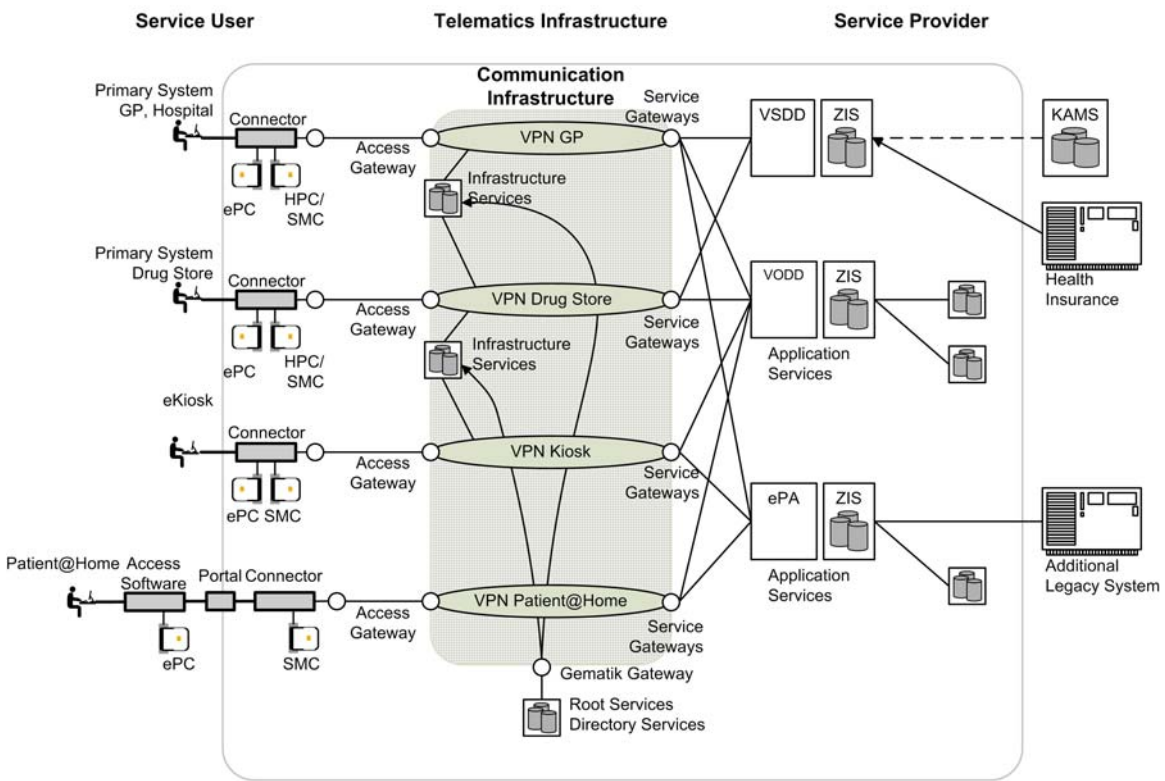 Service User
Telematics Infrastructure
Service Provider
Communication
Infrastructure
Primary System
GP, Hospital
Connector
ePC
HPC/
SMC
Access
Gateway
VPN GP
Service
Gateways
Infrastructure
Services
VSDD
ZIS
KAMS
Health
Insurance
Primary System
Drug Store
Connector
ePC
HPC/
SMC
Access
Gateway
VPN Drug Store
Service
Gateways
Infrastructure
Services
VODD
ZIS
Application
Services
eKiosk
Connector
ePC SMC
Access
Gateway
VPN Kiosk
Service
Gateways
ePA
ZIS
Application
Services
Additional
Legacy System
Patient@Home
Access
Software
Portal
Connector
ePC
SMC
Access
Gateway
VPN Patient@Home
Service
Gateways
Gematik Gateway
Root Services
Directory Services